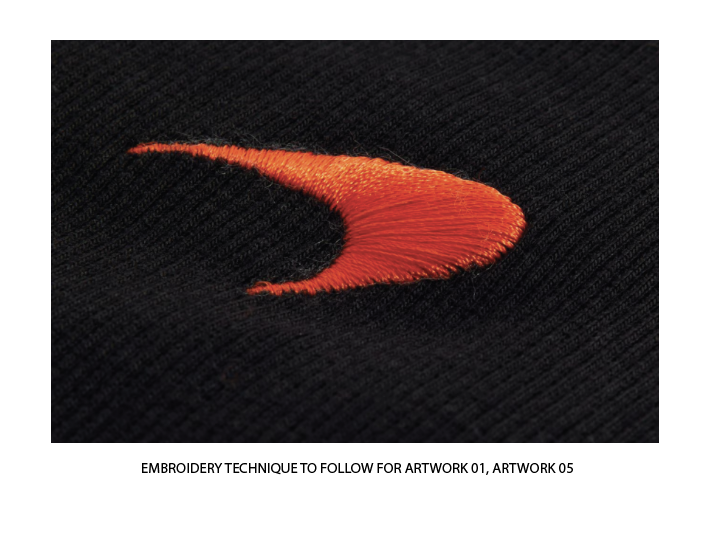 EMBROIDERY TECHNIQUE TO FOLLOW FOR ARTWORK 01, ARTWORK 05